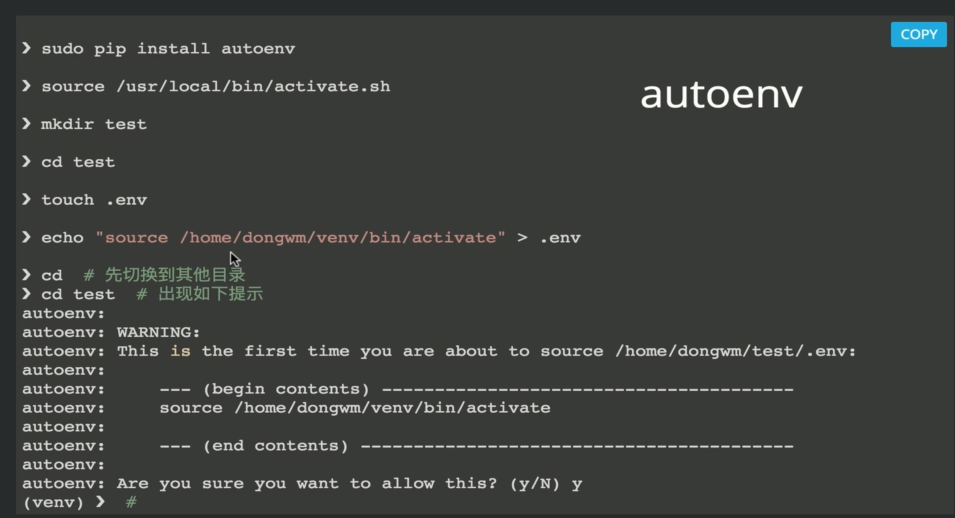 COPY
❯ sudo pip install autoenv
❯ source /usr/local/bin/activate.sh
autoenv
❯ mkdir test
❯ cd test
❯ touch .env
❯ echo "source /home/dongwm/venv/bin/activate" > .env
❯ cd  # 先切换到其他目录
❯ cd test  # 出现如下提示
autoenv:
autoenv: WARNING:
autoenv: This is the first time you are about to source /home/dongwm/test/.env:
autoenv:
autoenv:     --- (begin contents) ---------------------------------------
autoenv:     source /home/dongwm/venv/bin/activate
autoenv:
autoenv:     --- (end contents) -----------------------------------------
autoenv:
autoenv: Are you sure you want to allow this? (y/N) y
(venv) ❯  #